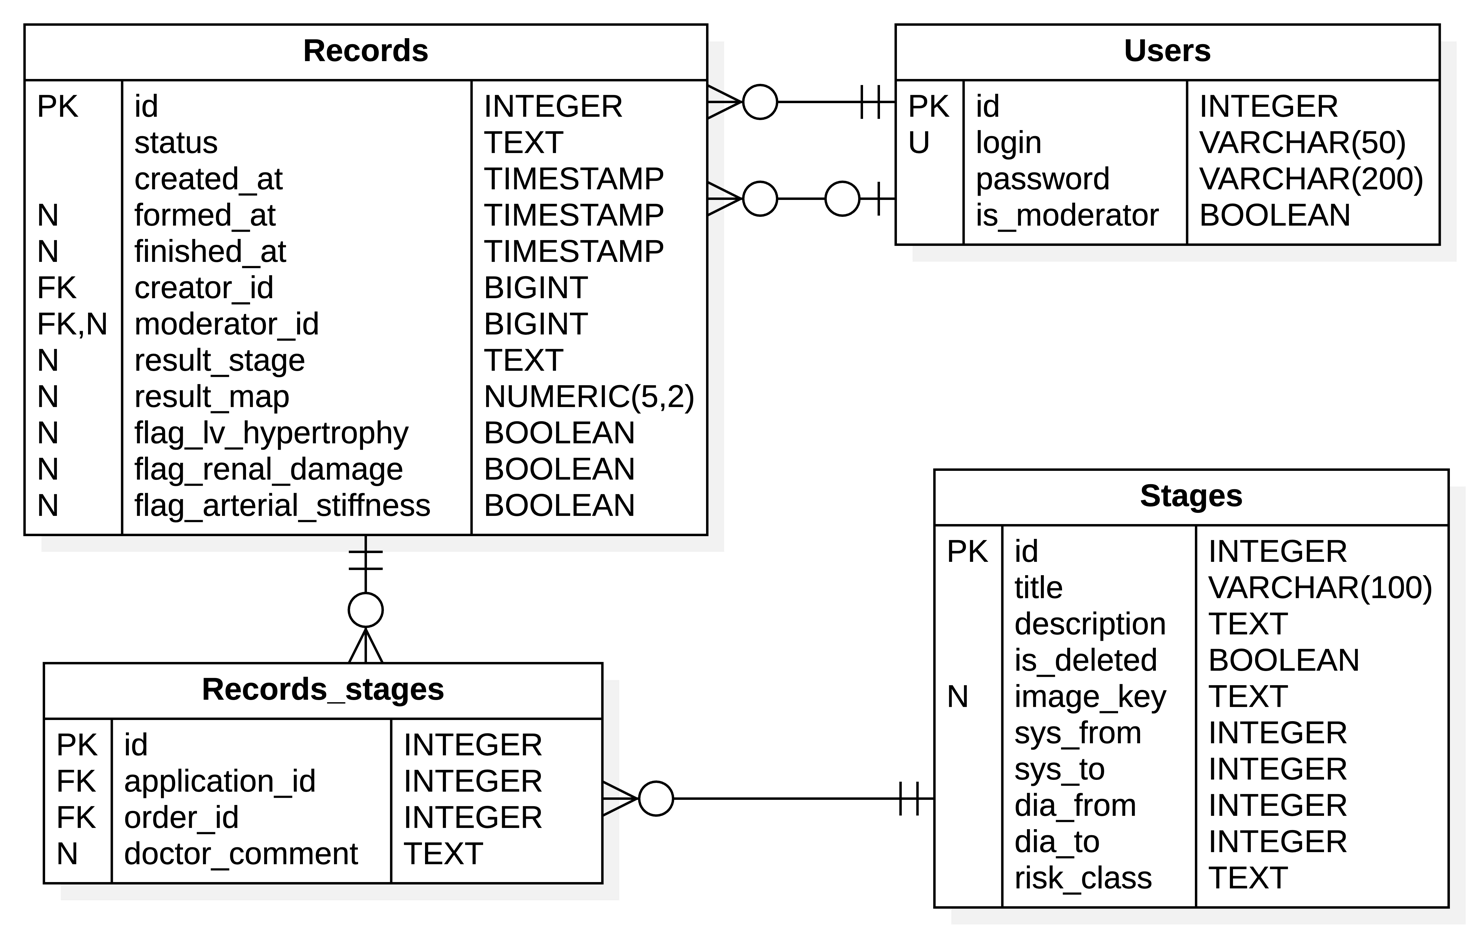 Records
PK id INTEGER
status TEXT
created_at TIMESTAMP
N formed_at TIMESTAMP
N finished_at TIMESTAMP
FK creator_id BIGINT
FK,N moderator_id BIGINT
N result_stage TEXT
N result_map NUMERIC(5,2)
N flag_lv_hypertrophy BOOLEAN
N flag_renal_damage BOOLEAN
N flag_arterial_stiffness BOOLEAN
Users
PK id INTEGER
U login VARCHAR(50)
password VARCHAR(200)
is_moderator BOOLEAN
Records_stages
PK id INTEGER
FK application_id INTEGER
FK order_id INTEGER
N doctor_comment TEXT
Stages
PK id INTEGER
title VARCHAR(100)
description TEXT
is_deleted BOOLEAN
N image_key TEXT
sys_from INTEGER
sys_to INTEGER
dia_from INTEGER
dia_to INTEGER
risk_class TEXT